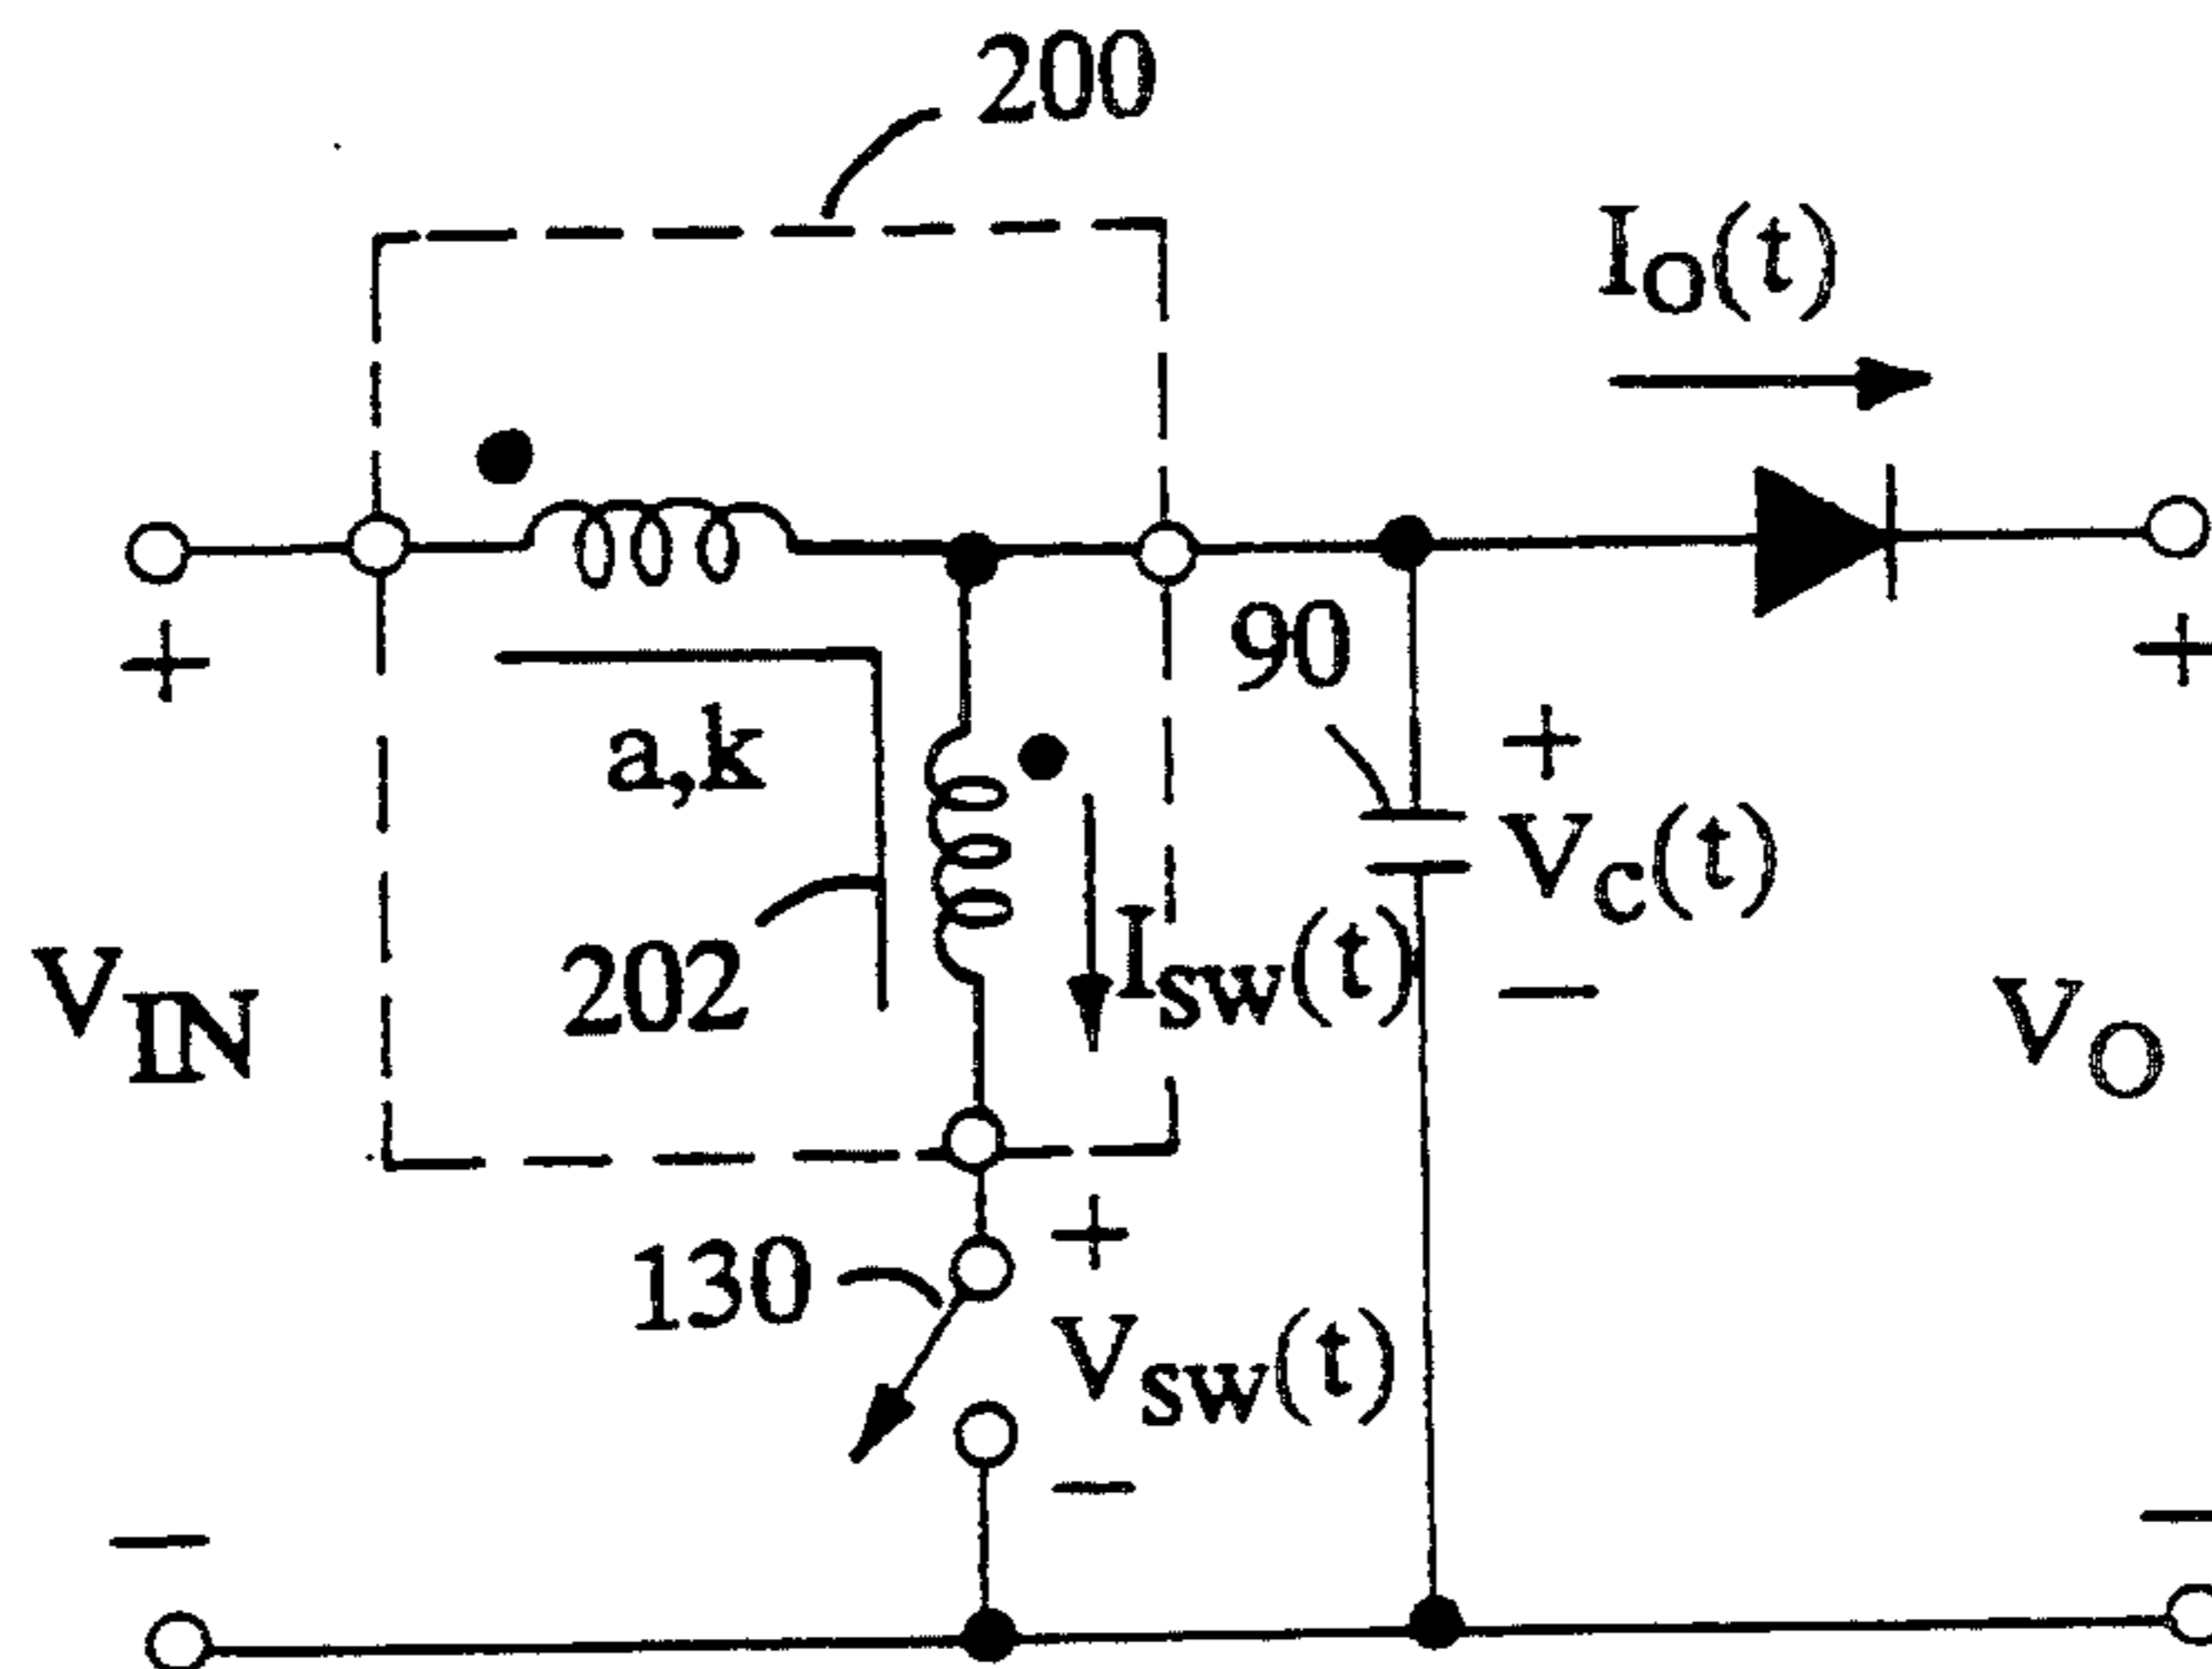 200
I_O(t)
90
+
a,k
+
+
V_C(t)
202
I_SW(t)
−
V_IN
V_O
130
+
V_SW(t)
−
−
−